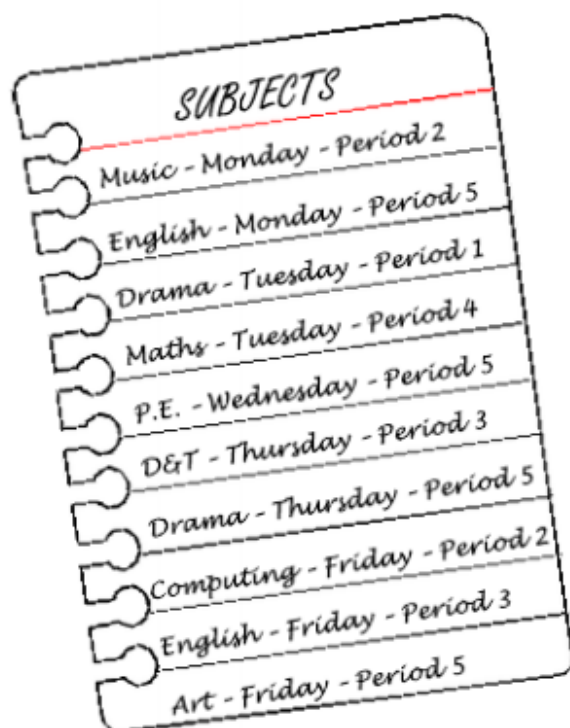 SUBJECTS
Music - Monday - Period 2
English - Monday - Period 5
Drama - Tuesday - Period 1
Maths - Tuesday - Period 4
P.E. - Wednesday - Period 5
D&T - Thursday - Period 3
Drama - Thursday - Period 5
Computing - Friday - Period 2
English - Friday - Period 3
Art - Friday - Period 5